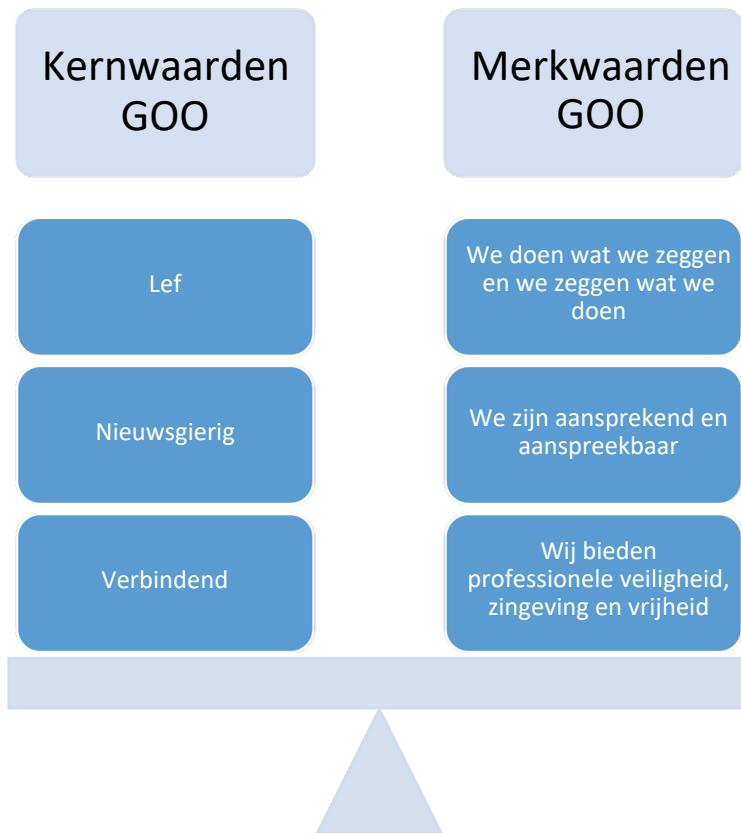 Kernwaarden
GOO
Merkwaarden
GOO
Lef
Nieuwsgierig
Verbindend
We doen wat we zeggen
en we zeggen wat we
doen
We zijn aansprekend en
aanspreekbaar
Wij bieden
professionele veiligheid,
zingeving en vrijheid